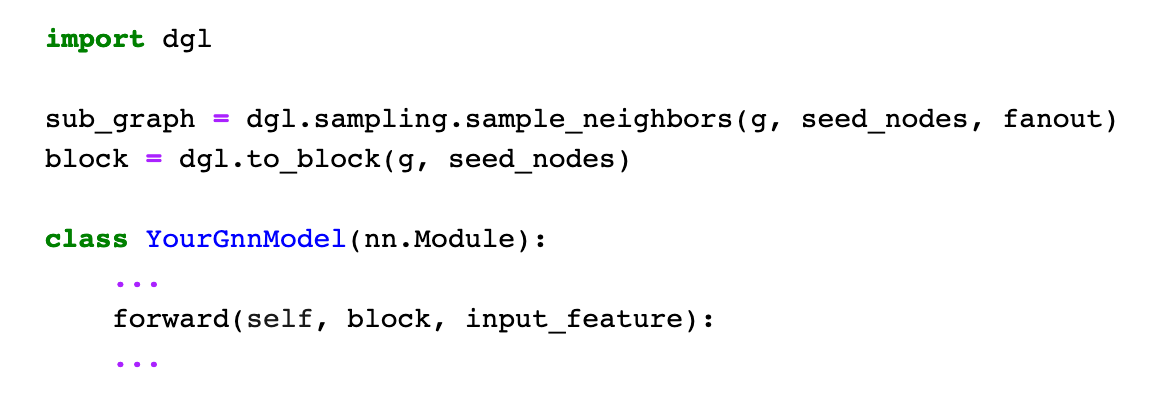 import dgl
sub_graph = dgl.sampling.sample_neighbors(g, seed_nodes, fanout)
block = dgl.to_block(g, seed_nodes)
class YourGnnModel(nn.Module):
    ...
    forward(self, block, input_feature):
    ...